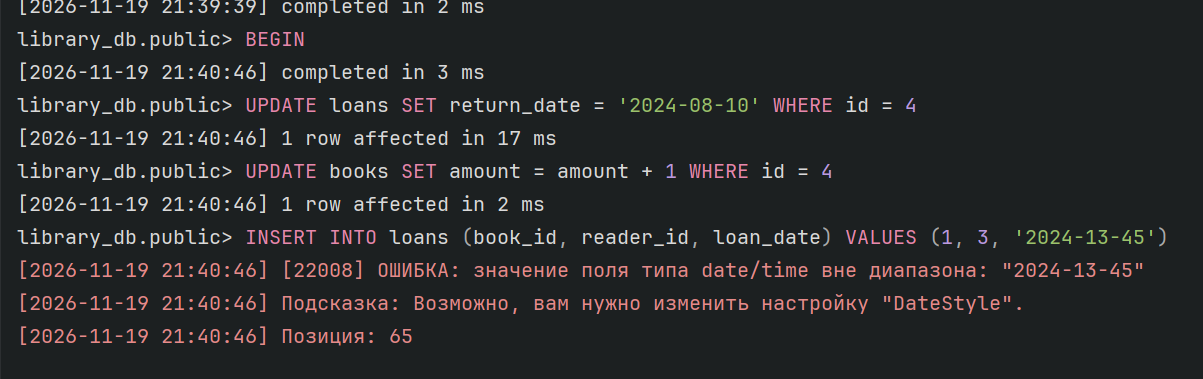 [2026-11-19 21:39:39] completed in 2 ms
library_db.public> BEGIN
[2026-11-19 21:40:46] completed in 3 ms
library_db.public> UPDATE loans SET return_date = '2024-08-10' WHERE id = 4
[2026-11-19 21:40:46] 1 row affected in 17 ms
library_db.public> UPDATE books SET amount = amount + 1 WHERE id = 4
[2026-11-19 21:40:46] 1 row affected in 2 ms
library_db.public> INSERT INTO loans (book_id, reader_id, loan_date) VALUES (1, 3, '2024-13-45')
[2026-11-19 21:40:46] [22008] ОШИБКА: значение поля типа date/time вне диапазона: "2024-13-45"
[2026-11-19 21:40:46] Подсказка: Возможно, вам нужно изменить настройку "DateStyle".
[2026-11-19 21:40:46] Позиция: 65